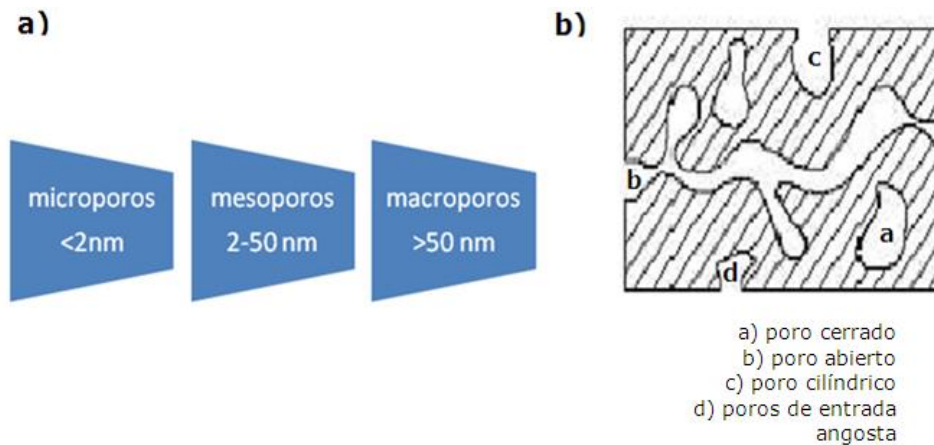 a)
microporos
<2nm
mesoporos
2-50 nm
macroporos
>50 nm
b)
c
b
a
d
a) poro cerrado
b) poro abierto
c) poro cilíndrico
d) poros de entrada
angosta